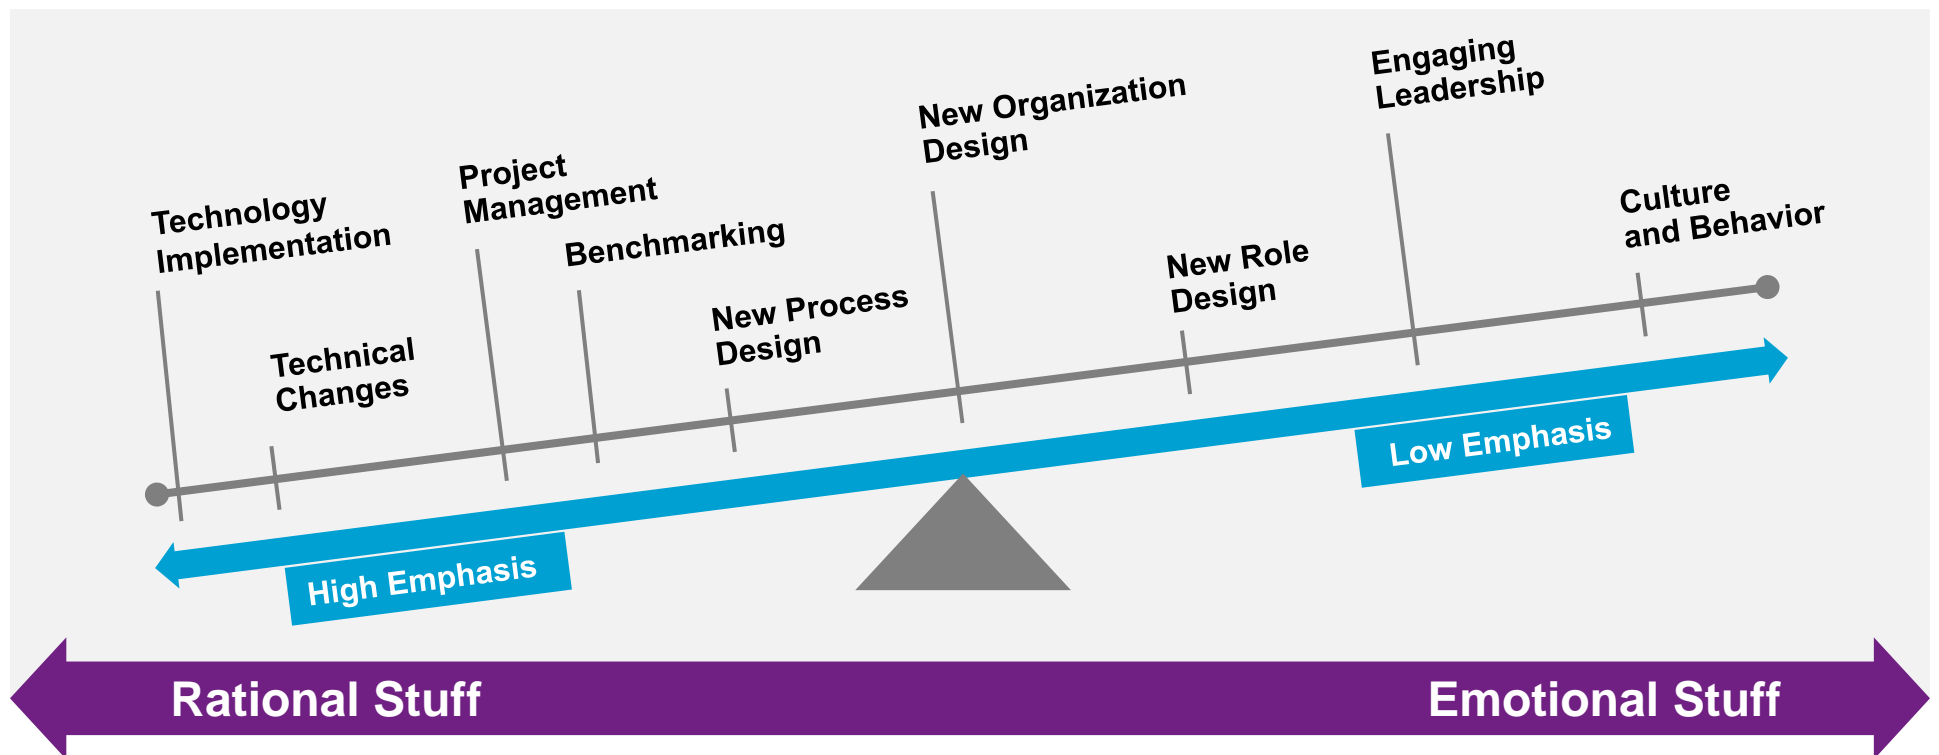 Technology
Implementation
Technical
Changes
Project
Management
Benchmarking
New Process
Design
New Organization
Design
New Role
Design
Engaging
Leadership
Culture
and Behavior
High Emphasis
Low Emphasis
Rational Stuff
Emotional Stuff